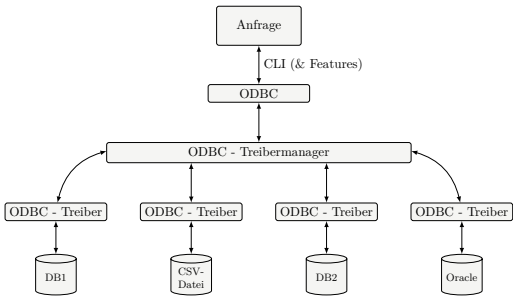 Anfrage
CLI (& Features)
ODBC
ODBC - Treibermanager
ODBC - Treiber
ODBC - Treiber
ODBC - Treiber
ODBC - Treiber
DB1
CSV-
Datei
DB2
Oracle